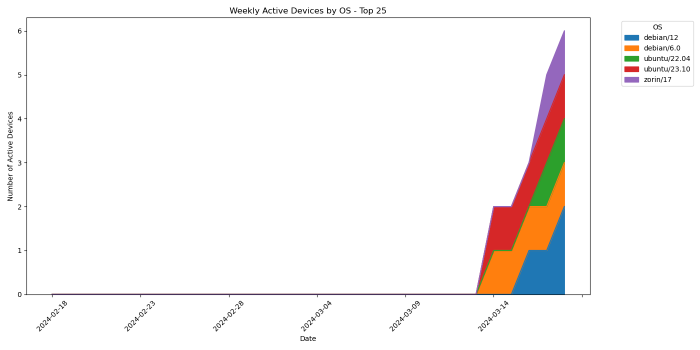 Weekly Active Devices by OS - Top 25
OS
debian/12
debian/6.0
ubuntu/22.04
ubuntu/23.10
zorin/17
Number of Active Devices
6
5
4
3
2
1
0
2024-02-18
2024-02-23
2024-02-28
2024-03-04
2024-03-09
2024-03-14
Date